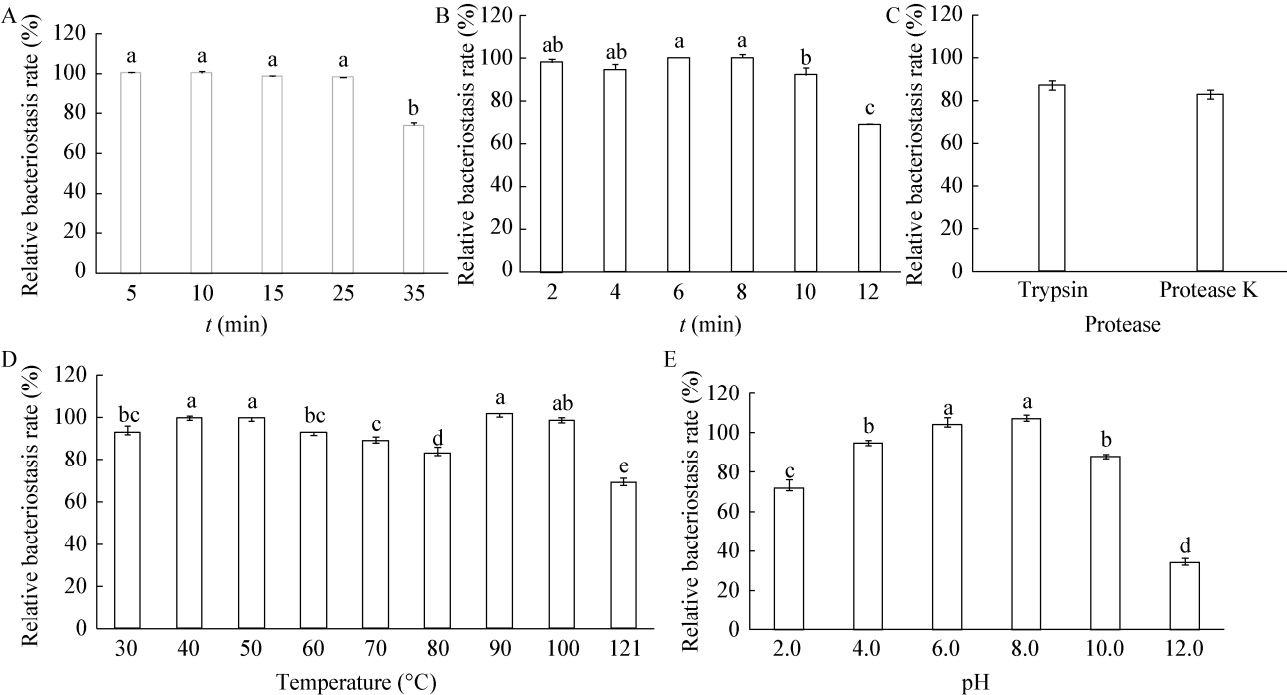 A
Relative bacteriostasis rate (%)
120
100
80
60
40
20
0
a
a
a
a
b
5 10 15 25 35
t (min)
B
Relative bacteriostasis rate (%)
120
100
80
60
40
20
0
ab
ab
a
a
b
c
2 4 6 8 10 12
t (min)
C
Relative bacteriostasis rate (%)
120
100
80
60
40
20
0
Trypsin Protease K
Protease
D
Relative bacteriostasis rate (%)
120
100
80
60
40
20
0
bc
a
a
bc
c
d
a
ab
e
30 40 50 60 70 80 90 100 121
Temperature (°C)
E
Relative bacteriostasis rate (%)
120
100
80
60
40
20
0
c
b
a
a
b
d
2.0 4.0 6.0 8.0 10.0 12.0
pH